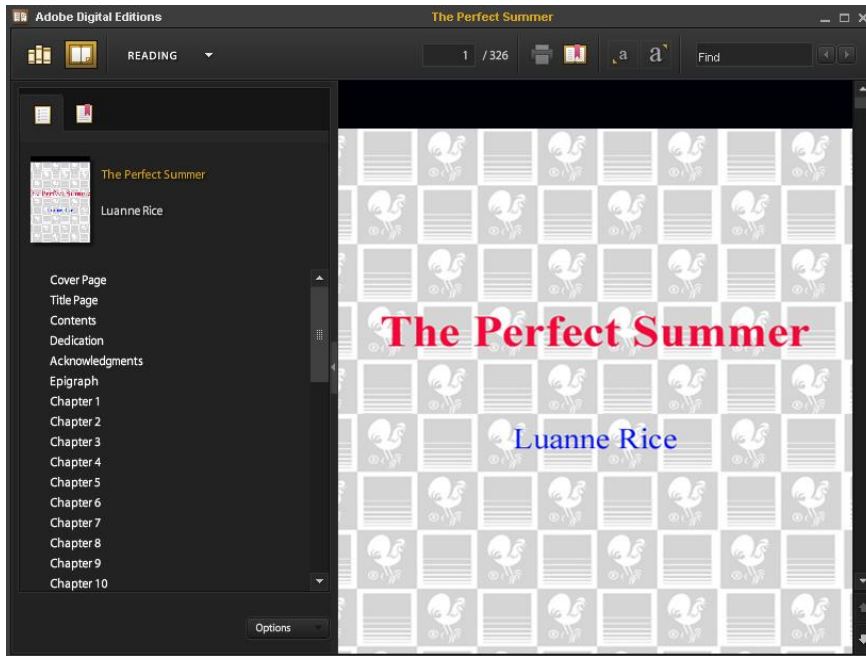 Adobe Digital Editions
The Perfect Summer
READING
1 / 326
a a
Find
The Perfect Summer
Luanne Rice
Cover Page
Title Page
Contents
Dedication
Acknowledgments
Epigraph
Chapter 1
Chapter 2
Chapter 3
Chapter 4
Chapter 5
Chapter 6
Chapter 7
Chapter 8
Chapter 9
Chapter 10
Options
The Perfect Summer
Luanne Rice